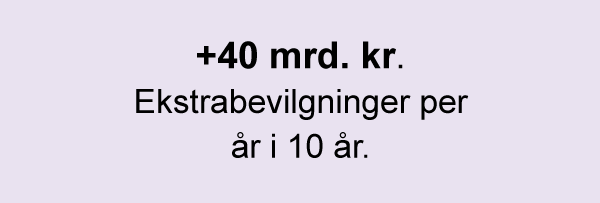 +40 mrd. kr.
Ekstrabevilgninger per
år i 10 år.